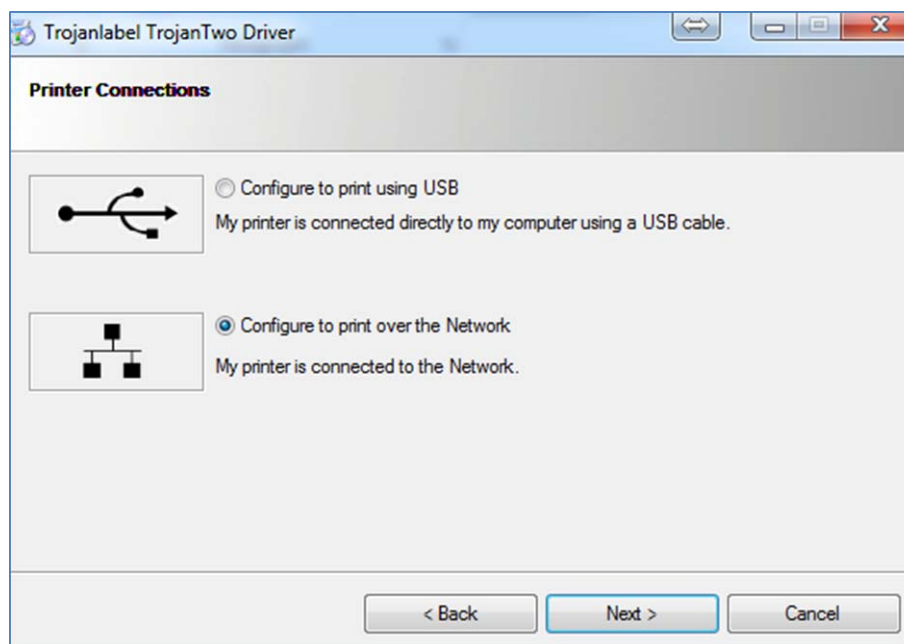 Trojanlabel TrojanTwo Driver
Printer Connections
Configure to print using USB
My printer is connected directly to my computer using a USB cable.
Configure to print over the Network
My printer is connected to the Network.
< Back
Next >
Cancel